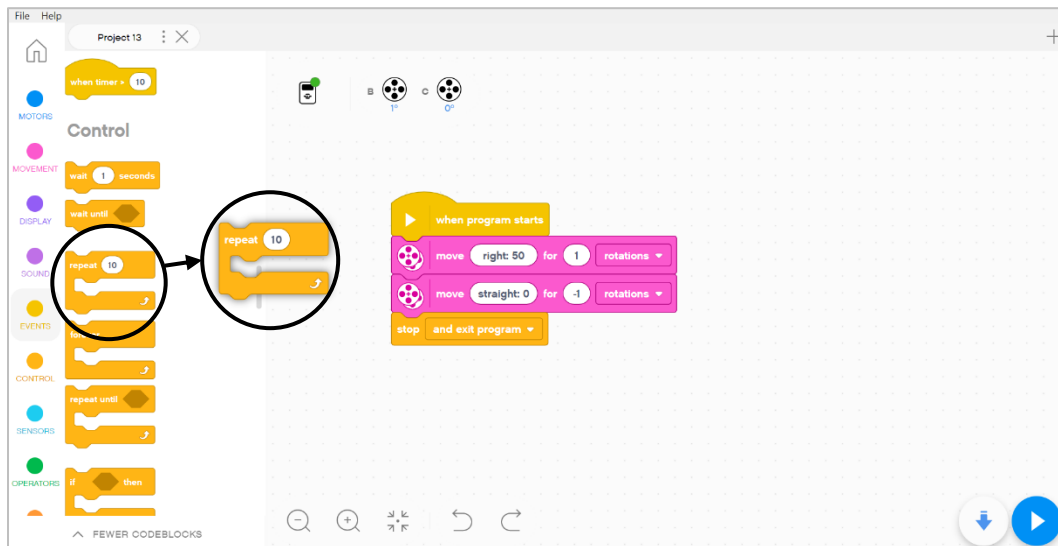 File Help
Project 13
when timer > 10
Control
MOTORS
MOVEMENT
wait 1 seconds
DISPLAY
wait until
SOUND
repeat 10
repeat 10
EVENTS
CONTROL
repeat until
SENSORS
OPERATORS
if then
FEWER CODEBLOCKS
B
1°
C
0°
when program starts
move right: 50 for 1 rotations
move straight: 0 for -1 rotations
stop and exit program